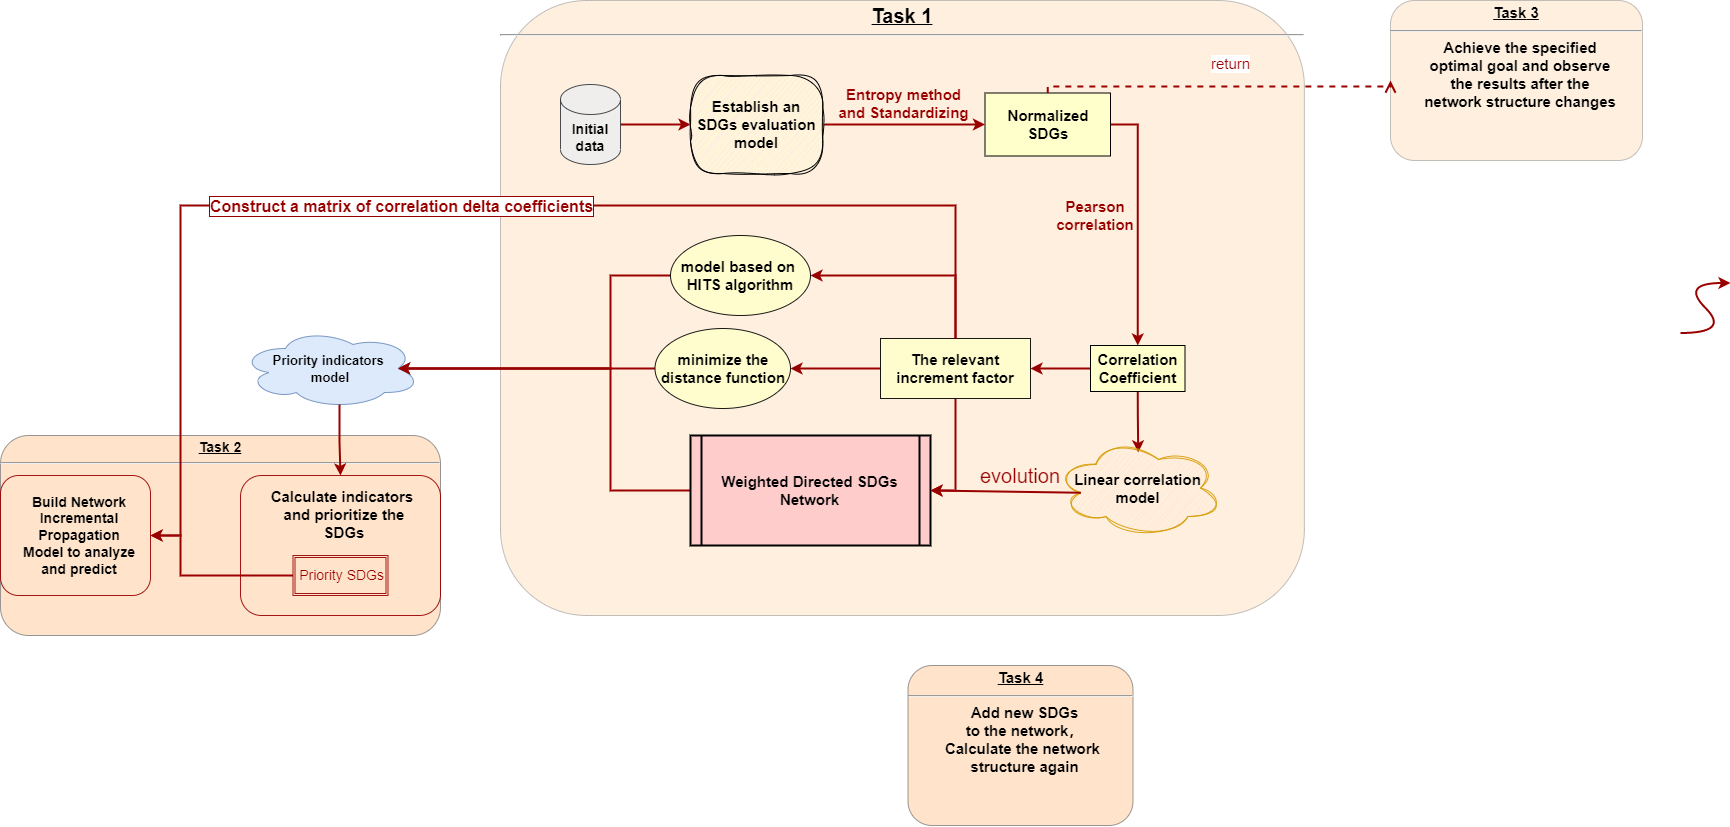 Task 1
Initial
data
Establish an
SDGs evaluation
model
Entropy method
and Standardizing
Normalized
SDGs
return
Task 3
Achieve the specified
optimal goal and observe
the results after the
network structure changes
Construct a matrix of correlation delta coefficients
Pearson
correlation
model based on
HITS algorithm
Priority indicators
model
minimize the
distance function
The relevant
increment factor
Correlation
Coefficient
evolution
Linear correlation
model
Weighted Directed SDGs
Network
Task 2
Build Network
Incremental
Propagation
Model to analyze
and predict
Calculate indicators
and prioritize the
SDGs
Priority SDGs
Task 4
Add new SDGs
to the network,
Calculate the network
structure again